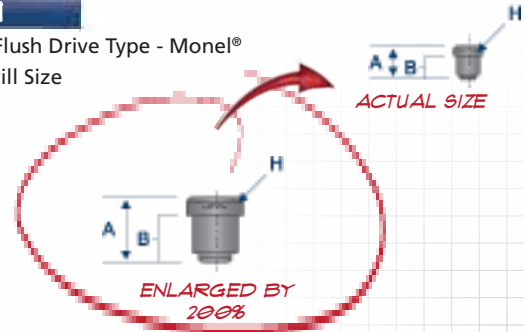 Flush Drive Type - Monel®
ill Size
H
A
B
ACTUAL SIZE
H
A
B
ENLARGED BY
200%